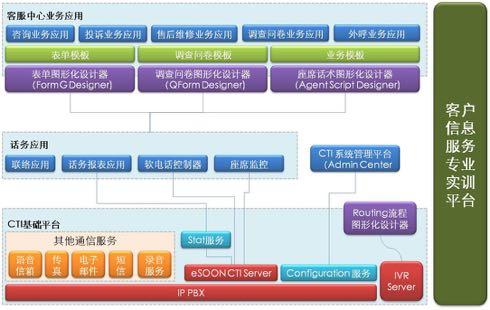 客服中心业务应用
咨询业务应用 投诉业务应用 售后维修业务应用 调查问卷业务应用 外呼业务应用
表单模板 调查问卷模板 业务模板
表单图形化设计器 调查问卷图形化设计器 座席话术图形化设计器
(Form G Designer) (QForm Designer) (Agent Script Designer)
话务应用
联络应用 话务报表应用 软电话控制器 座席监控
CTI 系统管理平台
(Admin Center
CTI基础平台
其他通信服务
语音信箱 传真 电子邮件 短信 录音服务
Stat服务
eSOON CTI Server
Configuration 服务
Routing流程
图形化设计器
IVR
Server
IP PBX
客户
信息
服务
专业
实训
平台